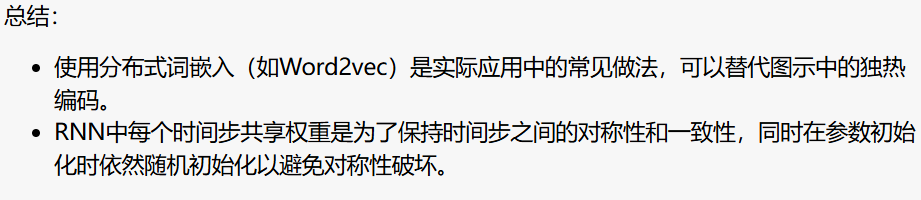 总结：
使用分布式词嵌入（如Word2vec）是实际应用中的常见做法，可以替代图示中的独热
编码。
RNN中每个时间步共享权重是为了保持时间步之间的对称性和一致性，同时在参数初始
化时依然随机初始化以避免对称性破坏。